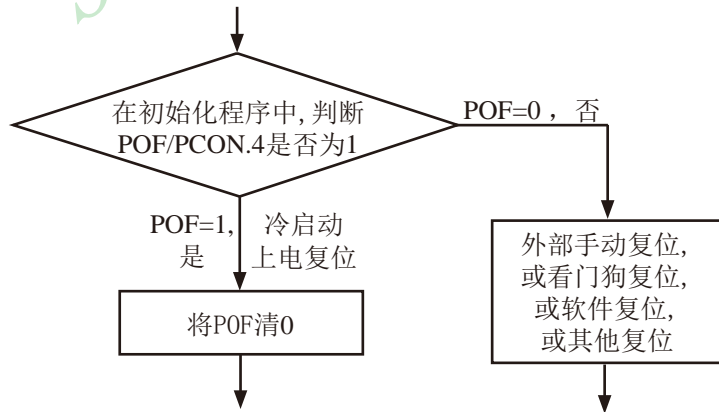 在初始化程序中,判断
POF/PCON.4是否为1
POF=0 ，否
POF=1,
是
冷启动
上电复位
将POF清0
外部手动复位,
或看门狗复位,
或软件复位,
或其他复位